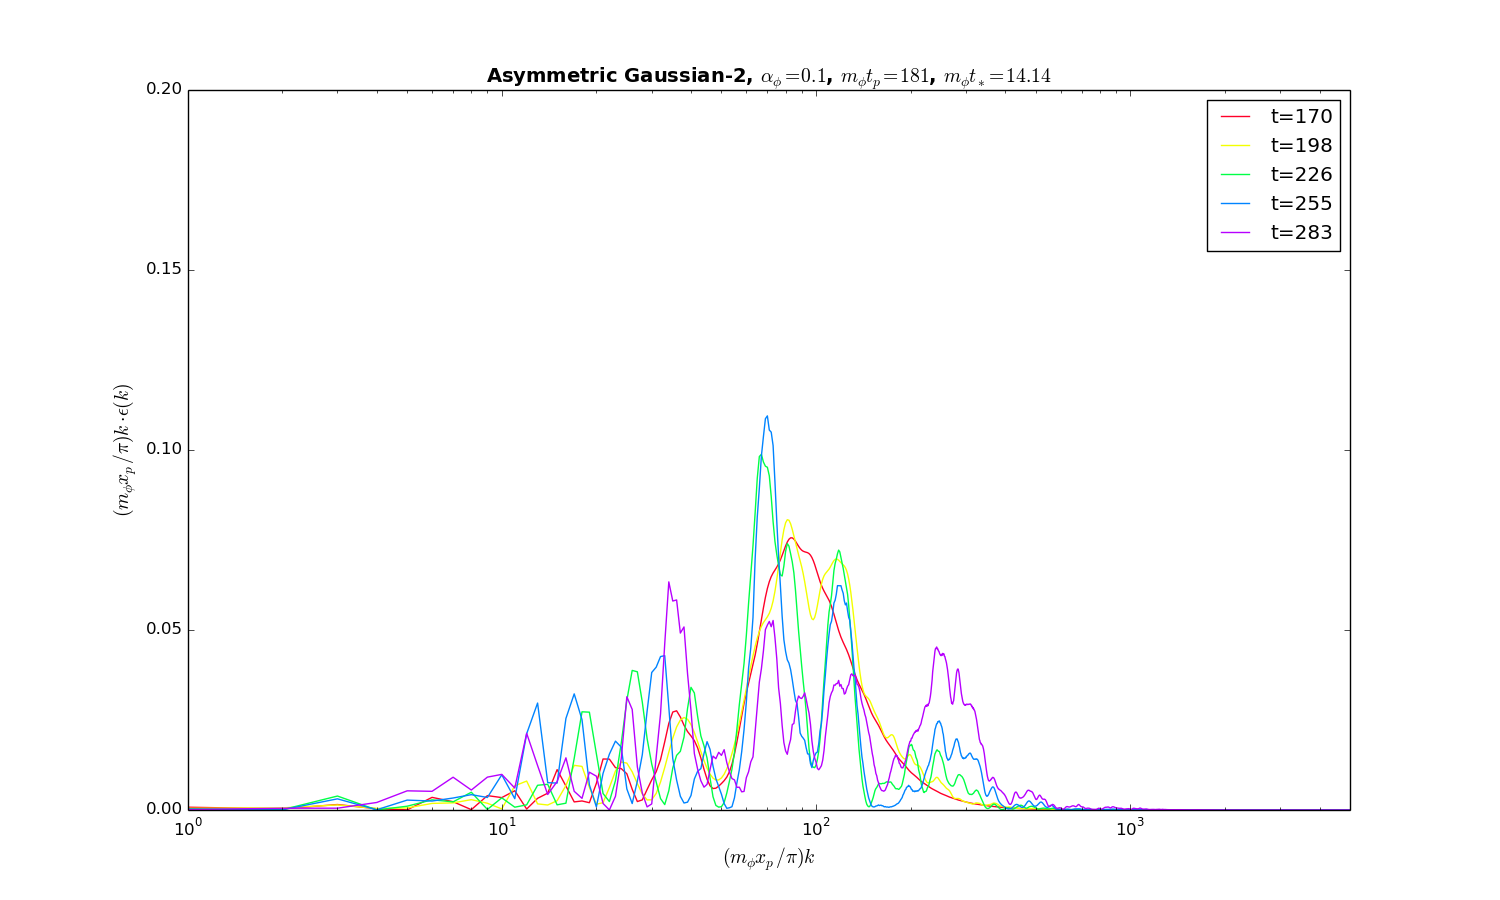 Asymmetric Gaussian-2, α_ϕ=0.1, m_ϕt_p=181, m_ϕt_*=14.14
0.20
0.15
0.10
0.05
0.00
(m_ϕx_p/π)k·ϵ(k)
t=170
t=198
t=226
t=255
t=283
10^0 10^1 10^2 10^3
(m_ϕx_p/π)k